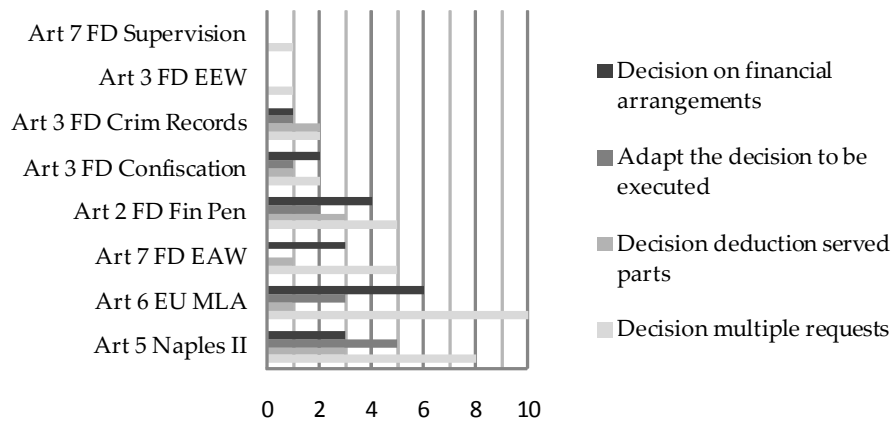 Art 7 FD Supervision
Art 3 FD EEW
Art 3 FD Crim Records
Art 3 FD Confiscation
Art 2 FD Fin Pen
Art 7 FD EAW
Art 6 EU MLA
Art 5 Naples II
0 2 4 6 8 10
Decision on financial
arrangements
Adapt the decision to be
executed
Decision deduction served
parts
Decision multiple requests